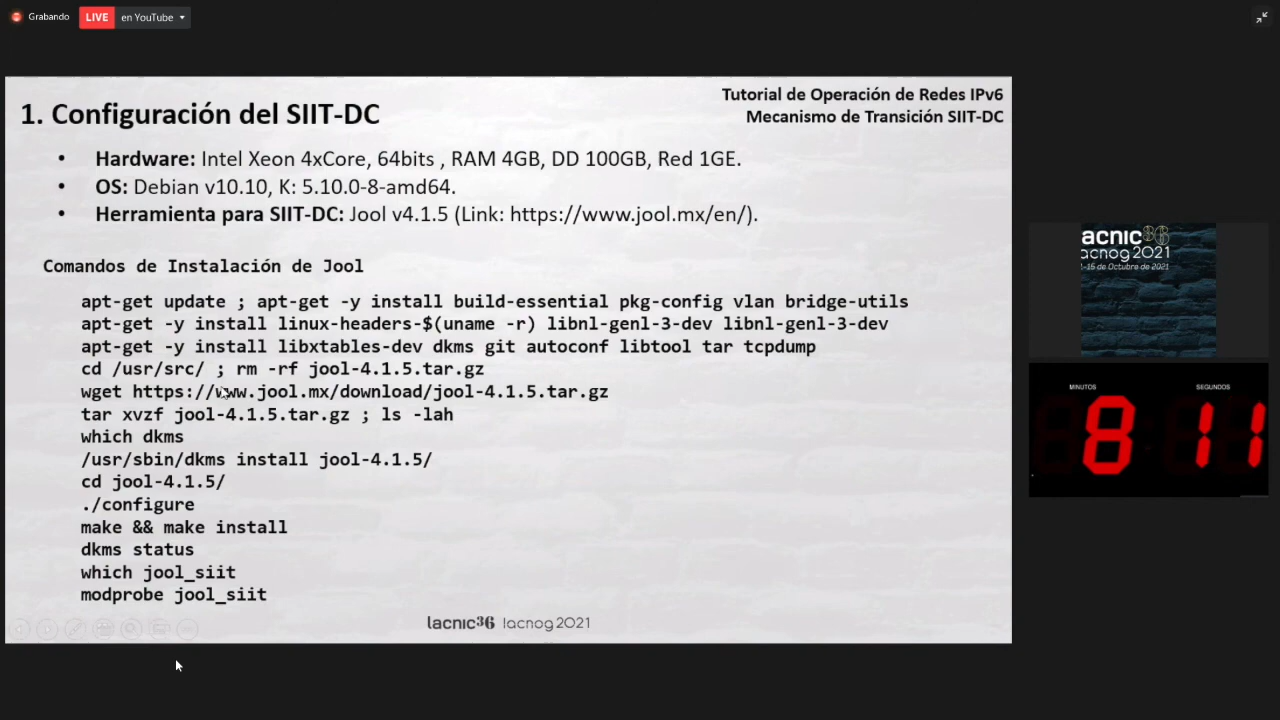 Grabando
LIVE en YouTube
Tutorial de Operación de Redes IPv6
Mecanismo de Transición SIIT-DC
1. Configuración del SIIT-DC
• Hardware: Intel Xeon 4xCore, 64bits , RAM 4GB, DD 100GB, Red 1GE.
• OS: Debian v10.10, K: 5.10.0-8-amd64.
• Herramienta para SIIT-DC: Jool v4.1.5 (Link: https://www.jool.mx/en/).
Comandos de Instalación de Jool
apt-get update ; apt-get -y install build-essential pkg-config vlan bridge-utils
apt-get -y install linux-headers-$(uname -r) libnl-genl-3-dev libnl-genl-3-dev
apt-get -y install libxtables-dev dkms git autoconf libtool tar tcpdump
cd /usr/src/ ; rm -rf jool-4.1.5.tar.gz
wget https://www.jool.mx/download/jool-4.1.5.tar.gz
tar xvzf jool-4.1.5.tar.gz ; ls -lah
which dkms
/usr/sbin/dkms install jool-4.1.5/
cd jool-4.1.5/
./configure
make && make install
dkms status
which jool_siit
modprobe jool_siit
lacnic36 lacnog2021
acnic36
acnog2021
1-15 de Octubre de 2021
MINUTOS SEGUNDOS
8 11